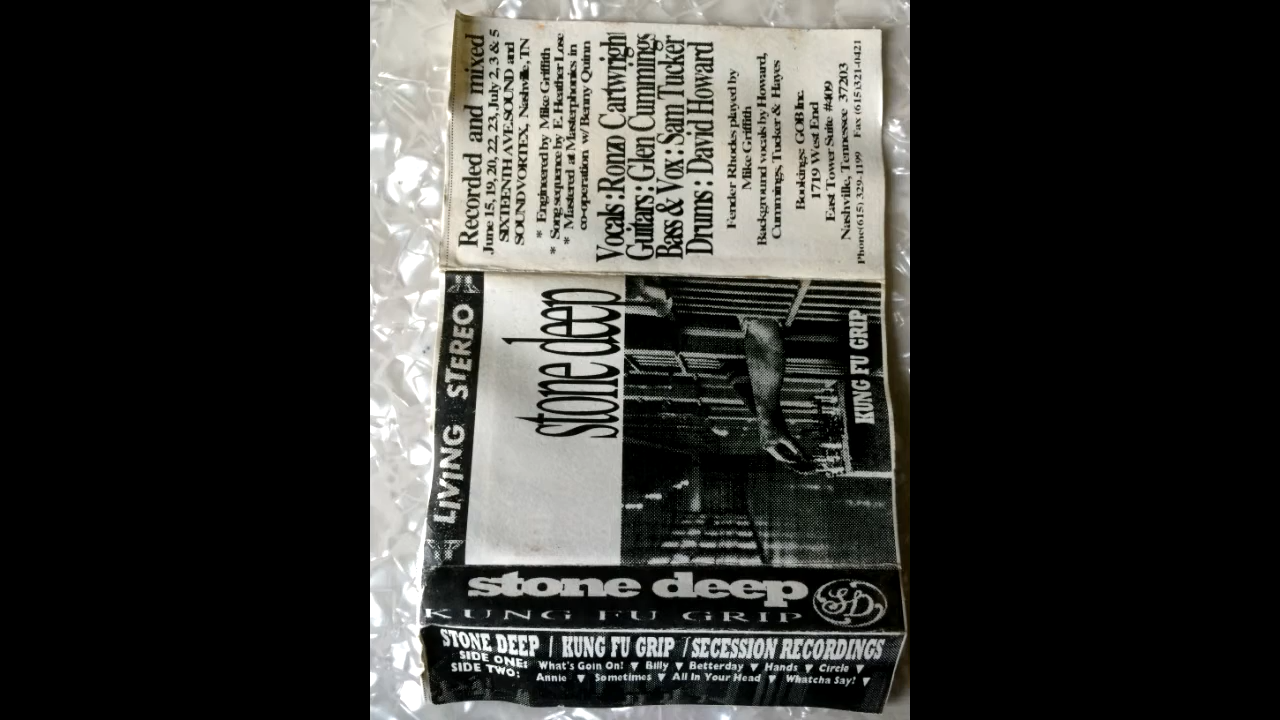 Recorded and mixed
June 15, 19, 20, 22, 23, July 2, 3 & 5
SIXTEENTH AVE SOUND and
SOUNDVORTEX, Nashville, TN
* Engineered by Mike Griffith
* Song sequence by E. Heather Lose
* Mastered at Masterphonics in
co-operation w/ Benny Quinn
Vocals : Ronzo Cartwright
Guitars : Glen Cummings
Bass & Vox : Sam Tucker
Drums : David Howard
Fender Rhodes played by
Mike Griffith
Background vocals by Howard,
Cummings, Tucker & Hayes
Bookings: GOB Inc.
1719 West End
East Tower Suite #409
Nashville, Tennessee 37203
Phone(615) 329-1199 Fax (615)321-0421
LIVING STEREO
stone deep
KUNG FU GRIP
stone deep
SD
KUNG FU GRIP
STONE DEEP / KUNG FU GRIP / SECESSION RECORDINGS
SIDE ONE: What's Goin On! ▼ Billy ▼ Betterday ▼ Hands ▼ Circle ▼
SIDE TWO: Annie ▼ Sometimes ▼ All In Your Head ▼ Whatcha Say! ▼